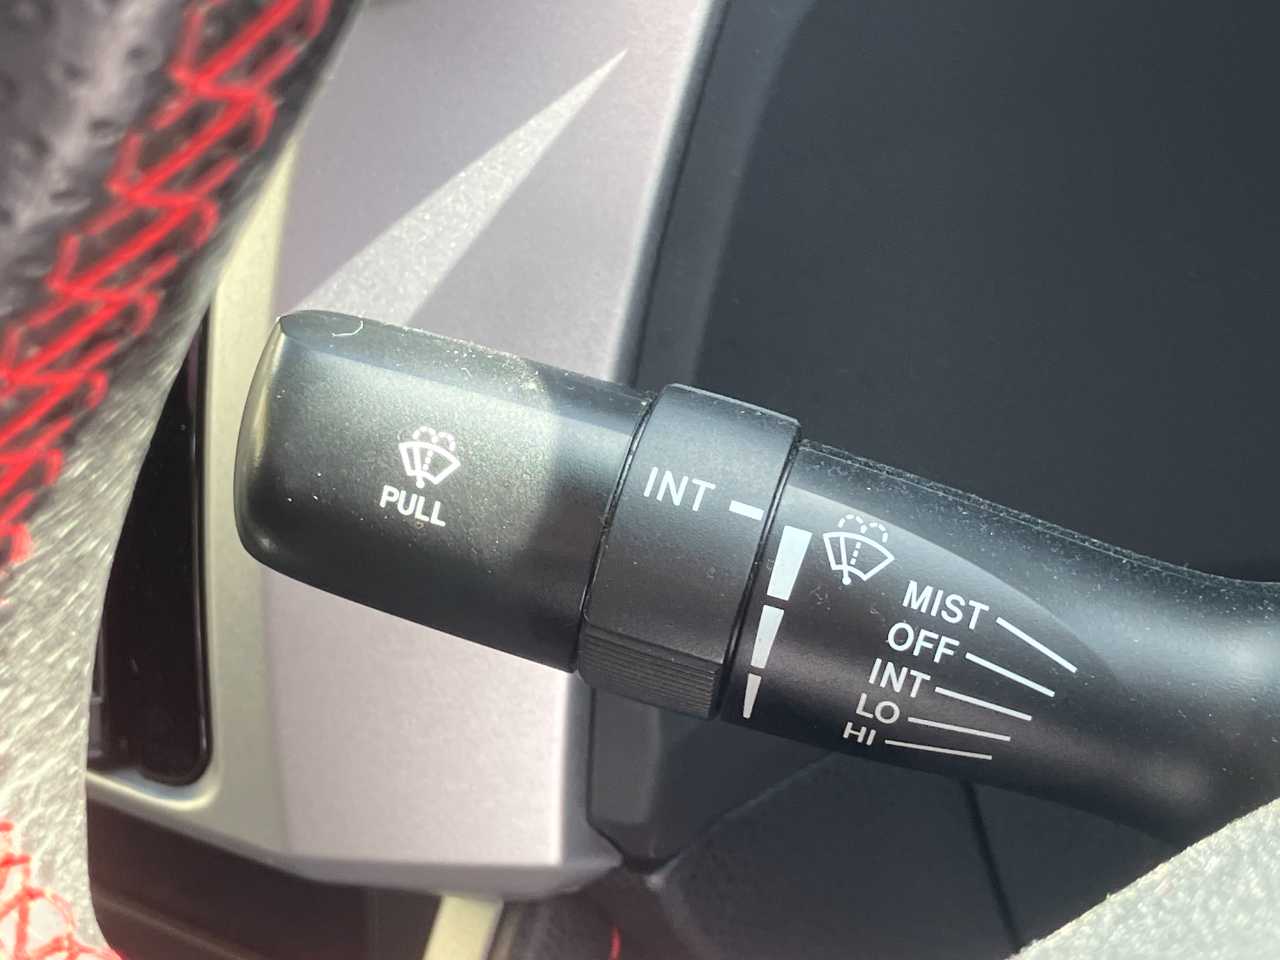 PULL
INT
MIST
OFF
INT
LO
HI